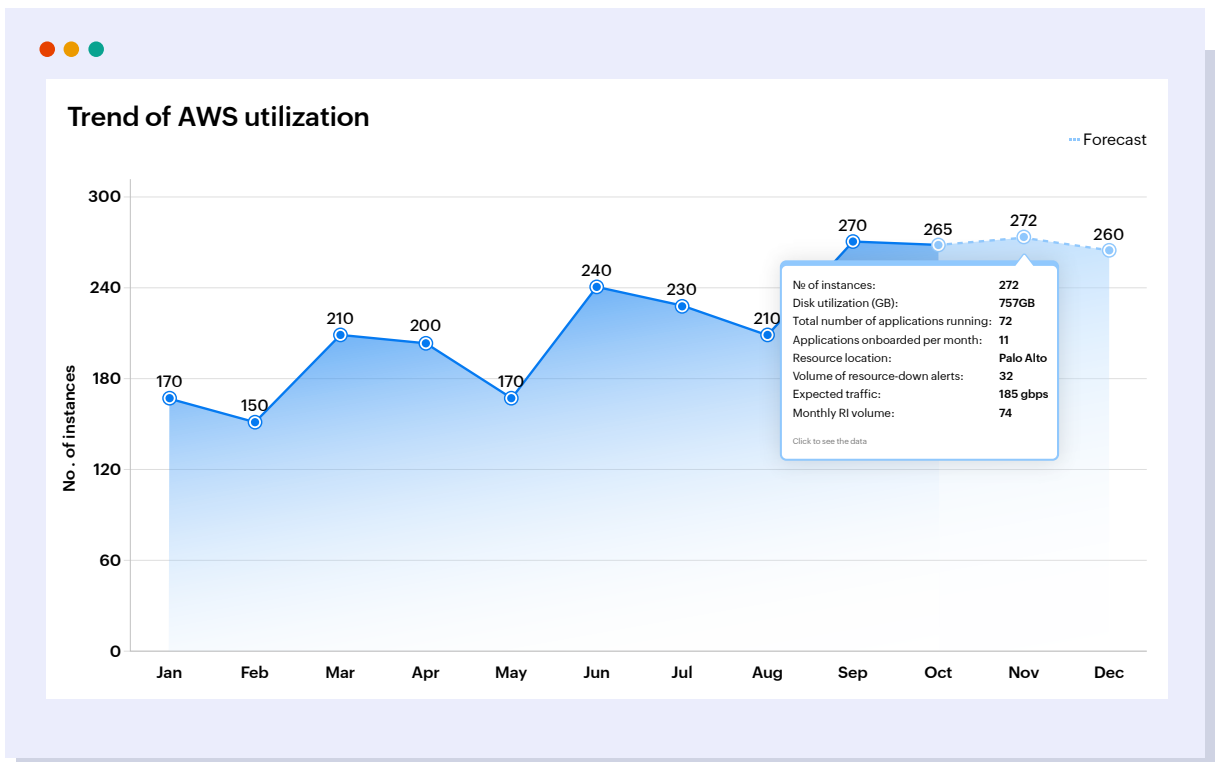 Trend of AWS utilization
Forecast
300
240
180
120
60
0
No. of instances
170
150
210
200
170
240
230
210
270
265
272
260
№ of instances: 272
Disk utilization (GB): 757GB
Total number of applications running: 72
Applications onboarded per month: 11
Resource location: Palo Alto
Volume of resource-down alerts: 32
Expected traffic: 185 gbps
Monthly RI volume: 74
Click to see the data
Jan Feb Mar Apr May Jun Jul Aug Sep Oct Nov Dec